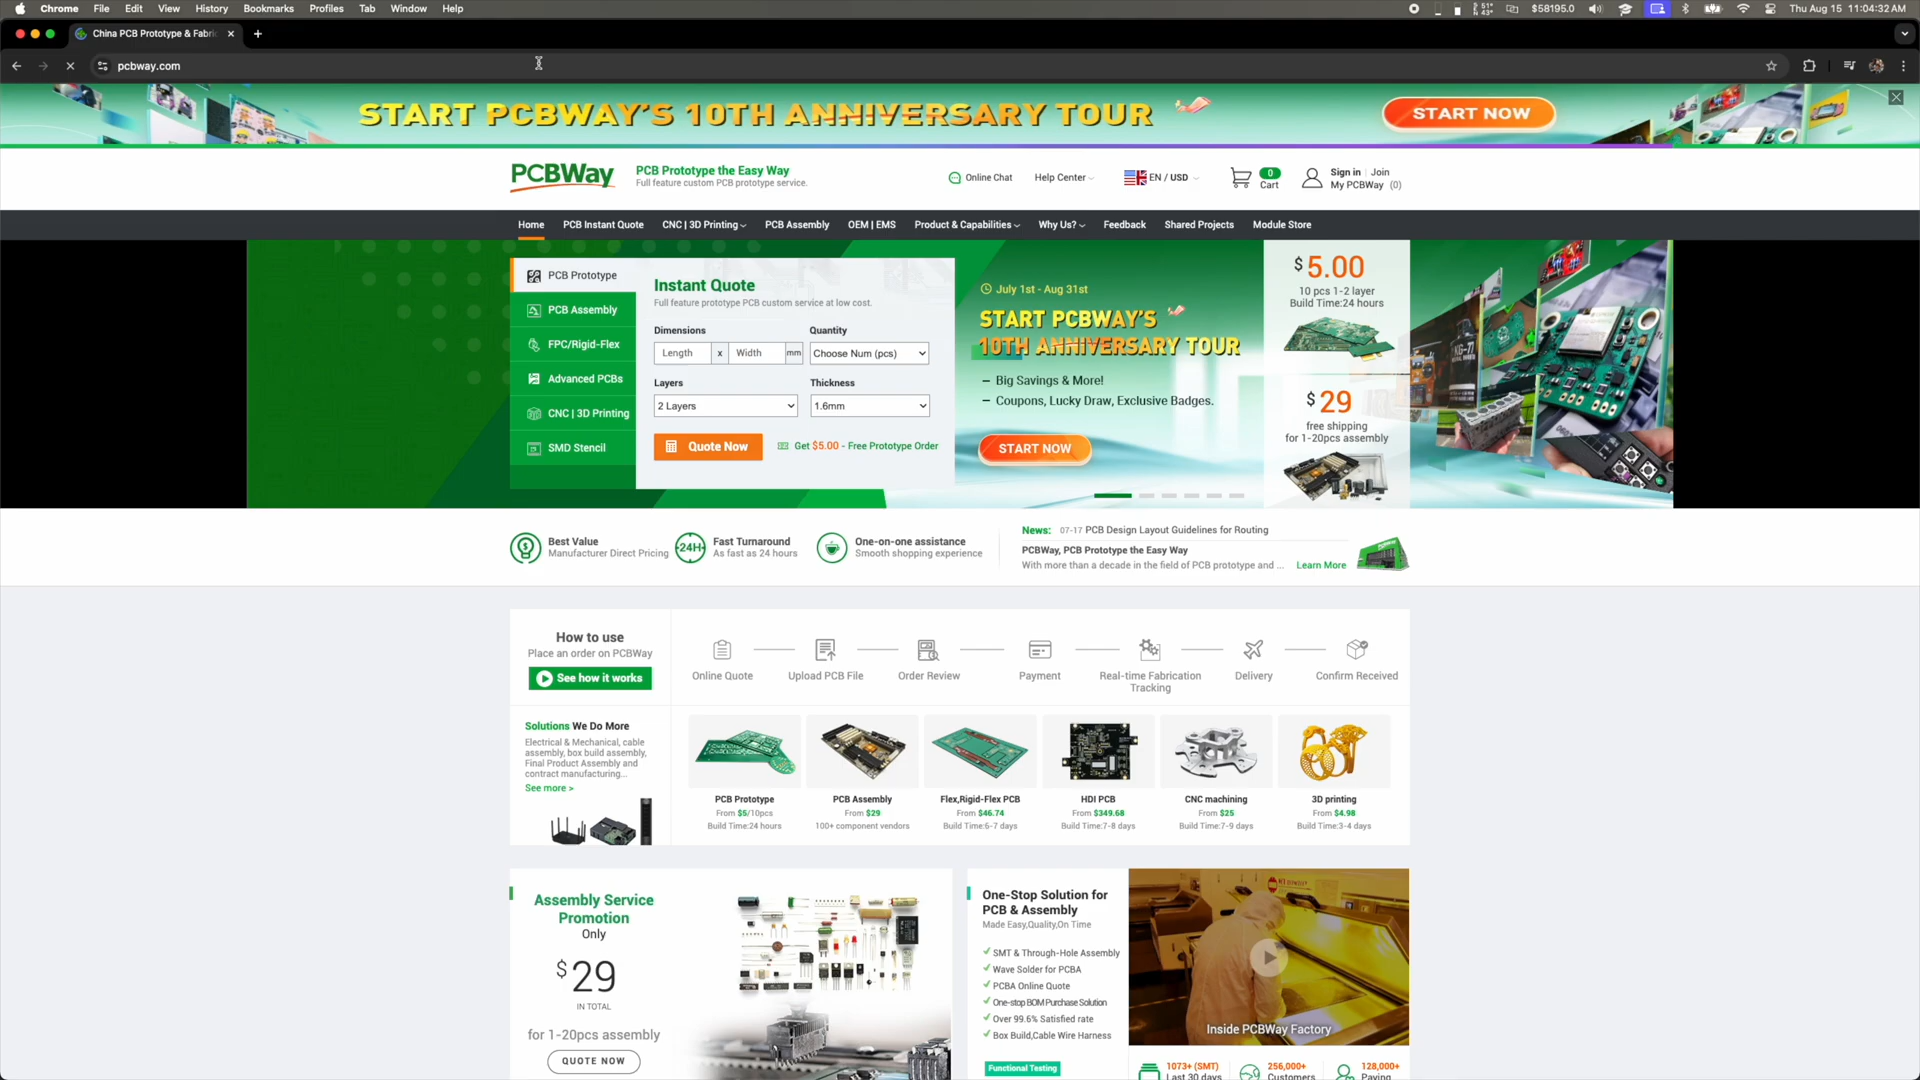 Chrome File Edit View History Bookmarks Profiles Tab Window Help
51°
43°
$58195.0
Thu Aug 15 11:04:32 AM
China PCB Prototype & Fabri
pcbway.com
START PCBWAY'S 10TH ANNIVERSARY TOUR
START NOW
PCBWay
PCB Prototype the Easy Way
Full feature custom PCB prototype service.
Online Chat
Help Center
EN / USD
0
Cart
Sign in | Join
My PCBWay (0)
Home
PCB Instant Quote
CNC | 3D Printing
PCB Assembly
OEM | EMS
Product & Capabilities
Why Us?
Feedback
Shared Projects
Module Store
PCB Prototype
PCB Assembly
FPC/Rigid-Flex
Advanced PCBs
CNC | 3D Printing
SMD Stencil
Instant Quote
Full feature prototype PCB custom service at low cost.
Dimensions
Quantity
Length x Width mm
Choose Num (pcs)
Layers
Thickness
2 Layers
1.6mm
Quote Now
Get $5.00 - Free Prototype Order
July 1st - Aug 31st
START PCBWAY'S
10TH ANNIVERSARY TOUR
– Big Savings & More!
– Coupons, Lucky Draw, Exclusive Badges.
START NOW
$5.00
10 pcs 1-2 layer
Build Time:24 hours
$29
free shipping
for 1-20pcs assembly
KG-77
Best Value
Manufacturer Direct Pricing
24H
Fast Turnaround
As fast as 24 hours
One-on-one assistance
Smooth shopping experience
News: 07-17 PCB Design Layout Guidelines for Routing
PCBWay, PCB Prototype the Easy Way
With more than a decade in the field of PCB prototype and ... Learn More
How to use
Place an order on PCBWay
See how it works
Online Quote
Upload PCB File
Order Review
Payment
Real-time Fabrication
Tracking
Delivery
Confirm Received
Solutions We Do More
Electrical & Mechanical, cable
assembly, box build assembly,
Final Product Assembly and
contract manufacturing...
See more >
PCB Prototype
From $5/10pcs
Build Time:24 hours
PCB Assembly
From $29
100+ component vendors
Flex,Rigid-Flex PCB
From $46.74
Build Time:6-7 days
HDI PCB
From $349.68
Build Time:7-8 days
CNC machining
From $25
Build Time:7-9 days
3D printing
From $4.98
Build Time:3-4 days
Assembly Service
Promotion
Only
$29
IN TOTAL
for 1-20pcs assembly
QUOTE NOW
One-Stop Solution for
PCB & Assembly
Made Easy,Quality,On Time
SMT & Through-Hole Assembly
Wave Solder for PCBA
PCBA Online Quote
One-stop BOM Purchase Solution
Over 99.6% Satisfied rate
Box Build,Cable Wire Harness
Functional Testing
Inside PCBWay Factory
1073+ (SMT)
Last 30 days
256,000+
Customers
128,000+
Paying